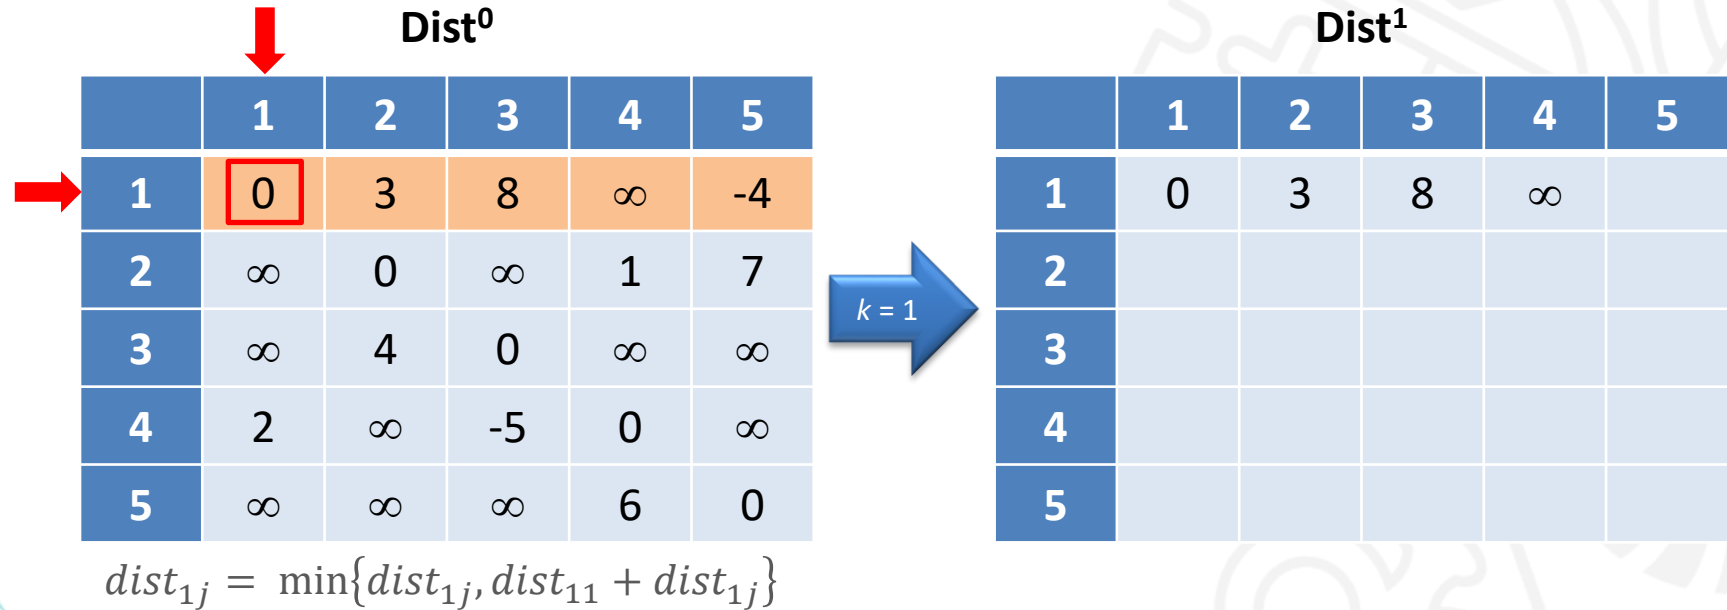 Dist⁰ Dist¹
1 2 3 4 5 1 2 3 4 5
1 0 3 8 ∞ -4 1 0 3 8 ∞
2 ∞ 0 ∞ 1 7 2
k = 1
3 ∞ 4 0 ∞ ∞ 3
4 2 ∞ -5 0 ∞ 4
5 ∞ ∞ ∞ 6 0 5
dist₁ⱼ = min{dist₁ⱼ, dist₁₁ + dist₁ⱼ}